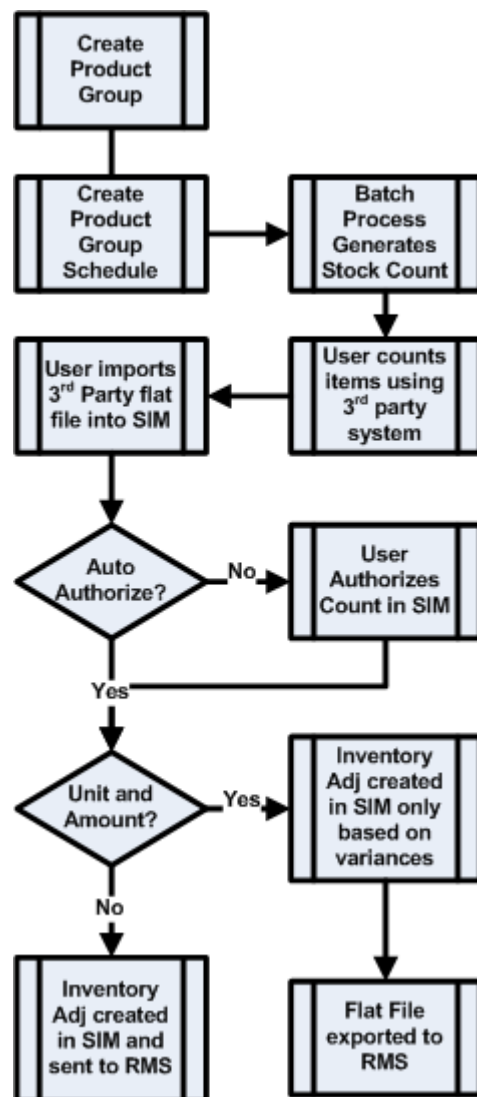 Create
Product
Group
Create
Product
Group
Schedule
Batch
Process
Generates
Stock Count
User imports
3rd Party flat
file into SIM
User counts
items using
3rd party
system
Auto
Authorize?
No
User
Authorizes
Count in SIM
Yes
Unit and
Amount?
Yes
Inventory
Adj created
in SIM only
based on
variances
No
Inventory
Adj created
in SIM and
sent to RMS
Flat File
exported to
RMS